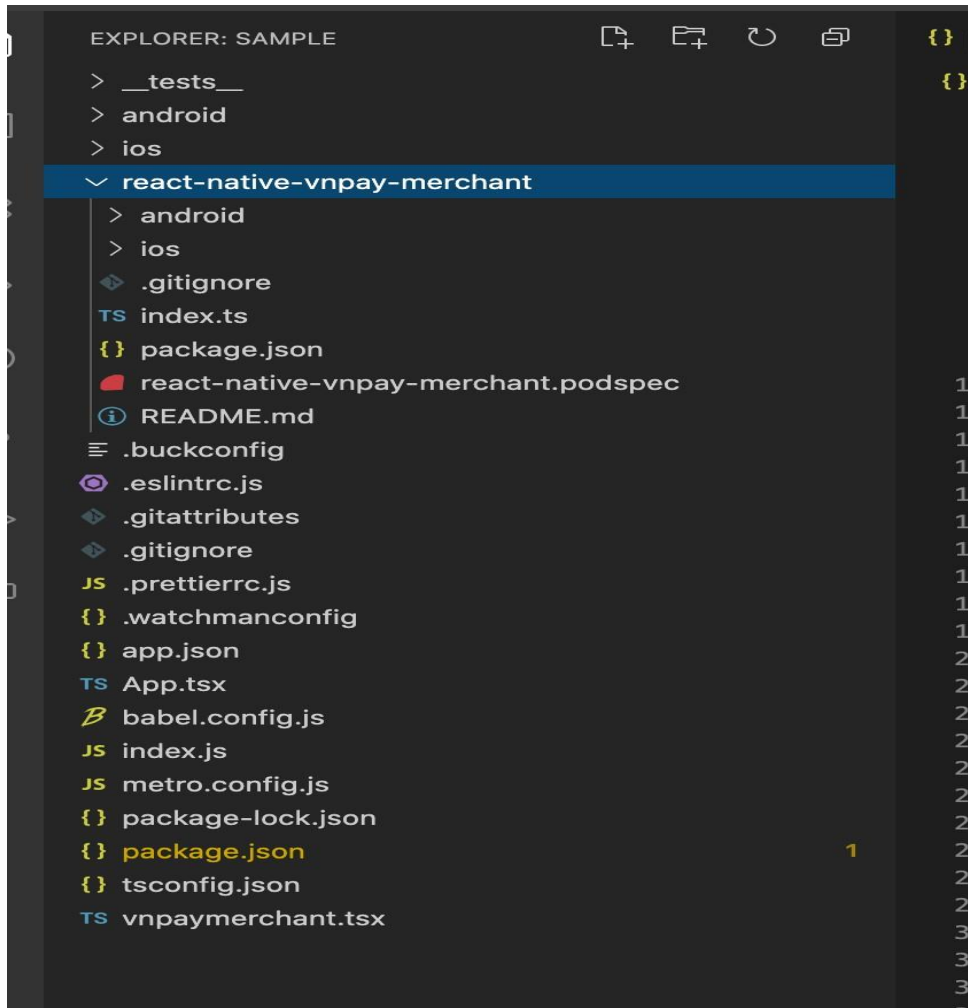 EXPLORER: SAMPLE
{}
__tests__
{}
android
ios
react-native-vnpay-merchant
android
ios
.gitignore
TS index.ts
{} package.json
react-native-vnpay-merchant.podspec
README.md
.buckconfig
.eslintrc.js
.gitattributes
.gitignore
JS .prettierrc.js
{} .watchmanconfig
{} app.json
TS App.tsx
B babel.config.js
JS index.js
JS metro.config.js
{} package-lock.json
{} package.json 1
{} tsconfig.json
TS vnpaymerchant.tsx